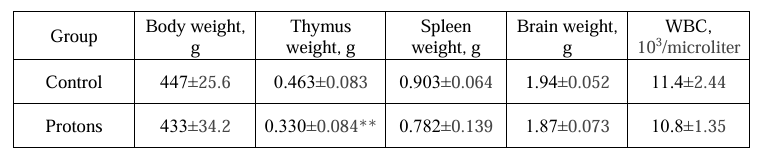 Group Body weight, g Thymus weight, g Spleen weight, g Brain weight, g WBC, 10³/microliter
Control 447±25.6 0.463±0.083 0.903±0.064 1.94±0.052 11.4±2.44
Protons 433±34.2 0.330±0.084** 0.782±0.139 1.87±0.073 10.8±1.35